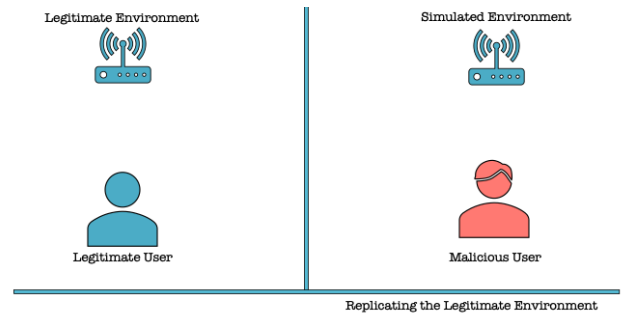 Legitimate Environment
Simulated Environment
Legitimate User
Malicious User
Replicating the Legitimate Environment